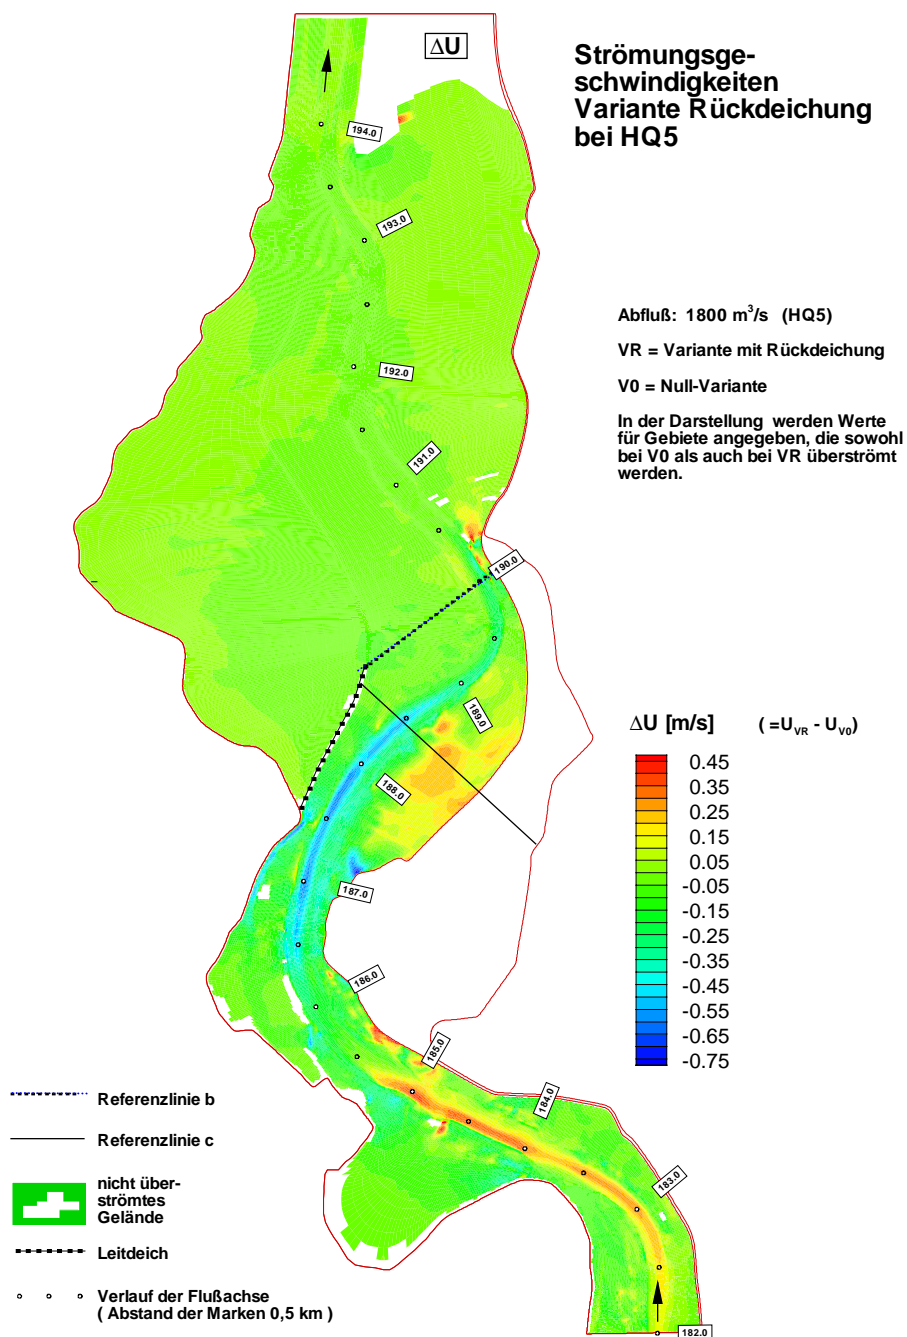 ΔU
Strömungsge-
schwindigkeiten
Variante Rückdeichung
bei HQ5
194.0
193.0
192.0
191.0
190.0
189.0
188.0
187.0
186.0
185.0
184.0
183.0
182.0
Abfluß: 1800 m³/s (HQ5)
VR = Variante mit Rückdeichung
V0 = Null-Variante
In der Darstellung werden Werte
für Gebiete angegeben, die sowohl
bei V0 als auch bei VR überströmt
werden.
ΔU [m/s] ( =U_VR - U_V0)
0.45
0.35
0.25
0.15
0.05
-0.05
-0.15
-0.25
-0.35
-0.45
-0.55
-0.65
-0.75
Referenzlinie b
Referenzlinie c
nicht über-
strömtes
Gelände
Leitdeich
Verlauf der Flußachse
( Abstand der Marken 0,5 km )